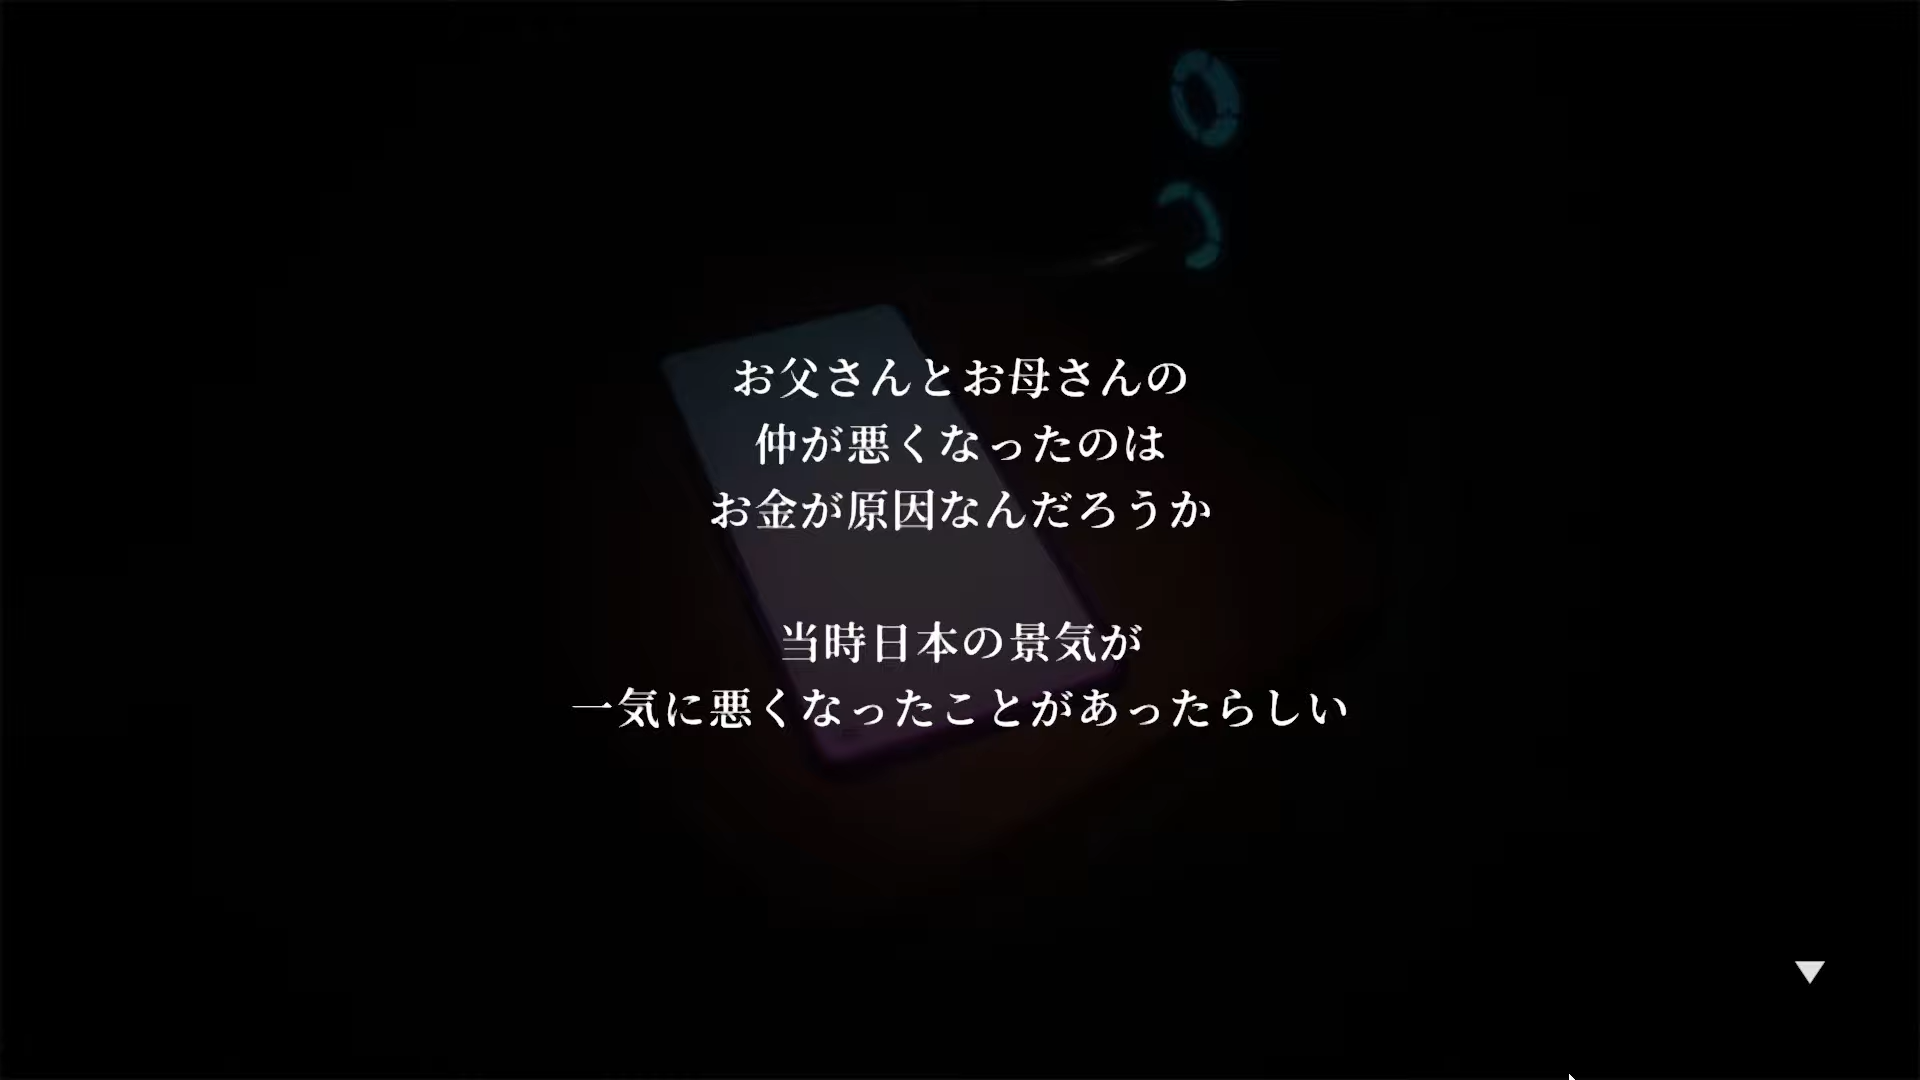 お父さんとお母さんの
仲が悪くなったのは
お金が原因なんだろうか
当時日本の景気が
一気に悪くなったことがあったらしい